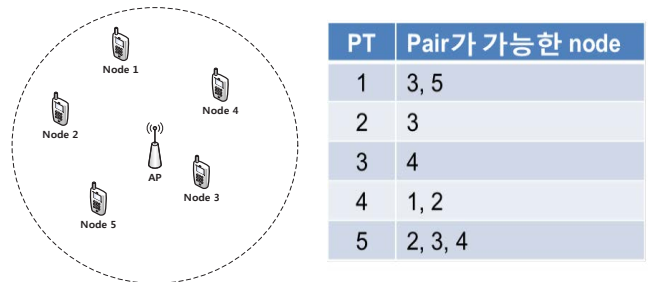 Node 1
Node 4
Node 2
AP
Node 3
Node 5
PT Pair가 가능한 node
1 3, 5
2 3
3 4
4 1, 2
5 2, 3, 4